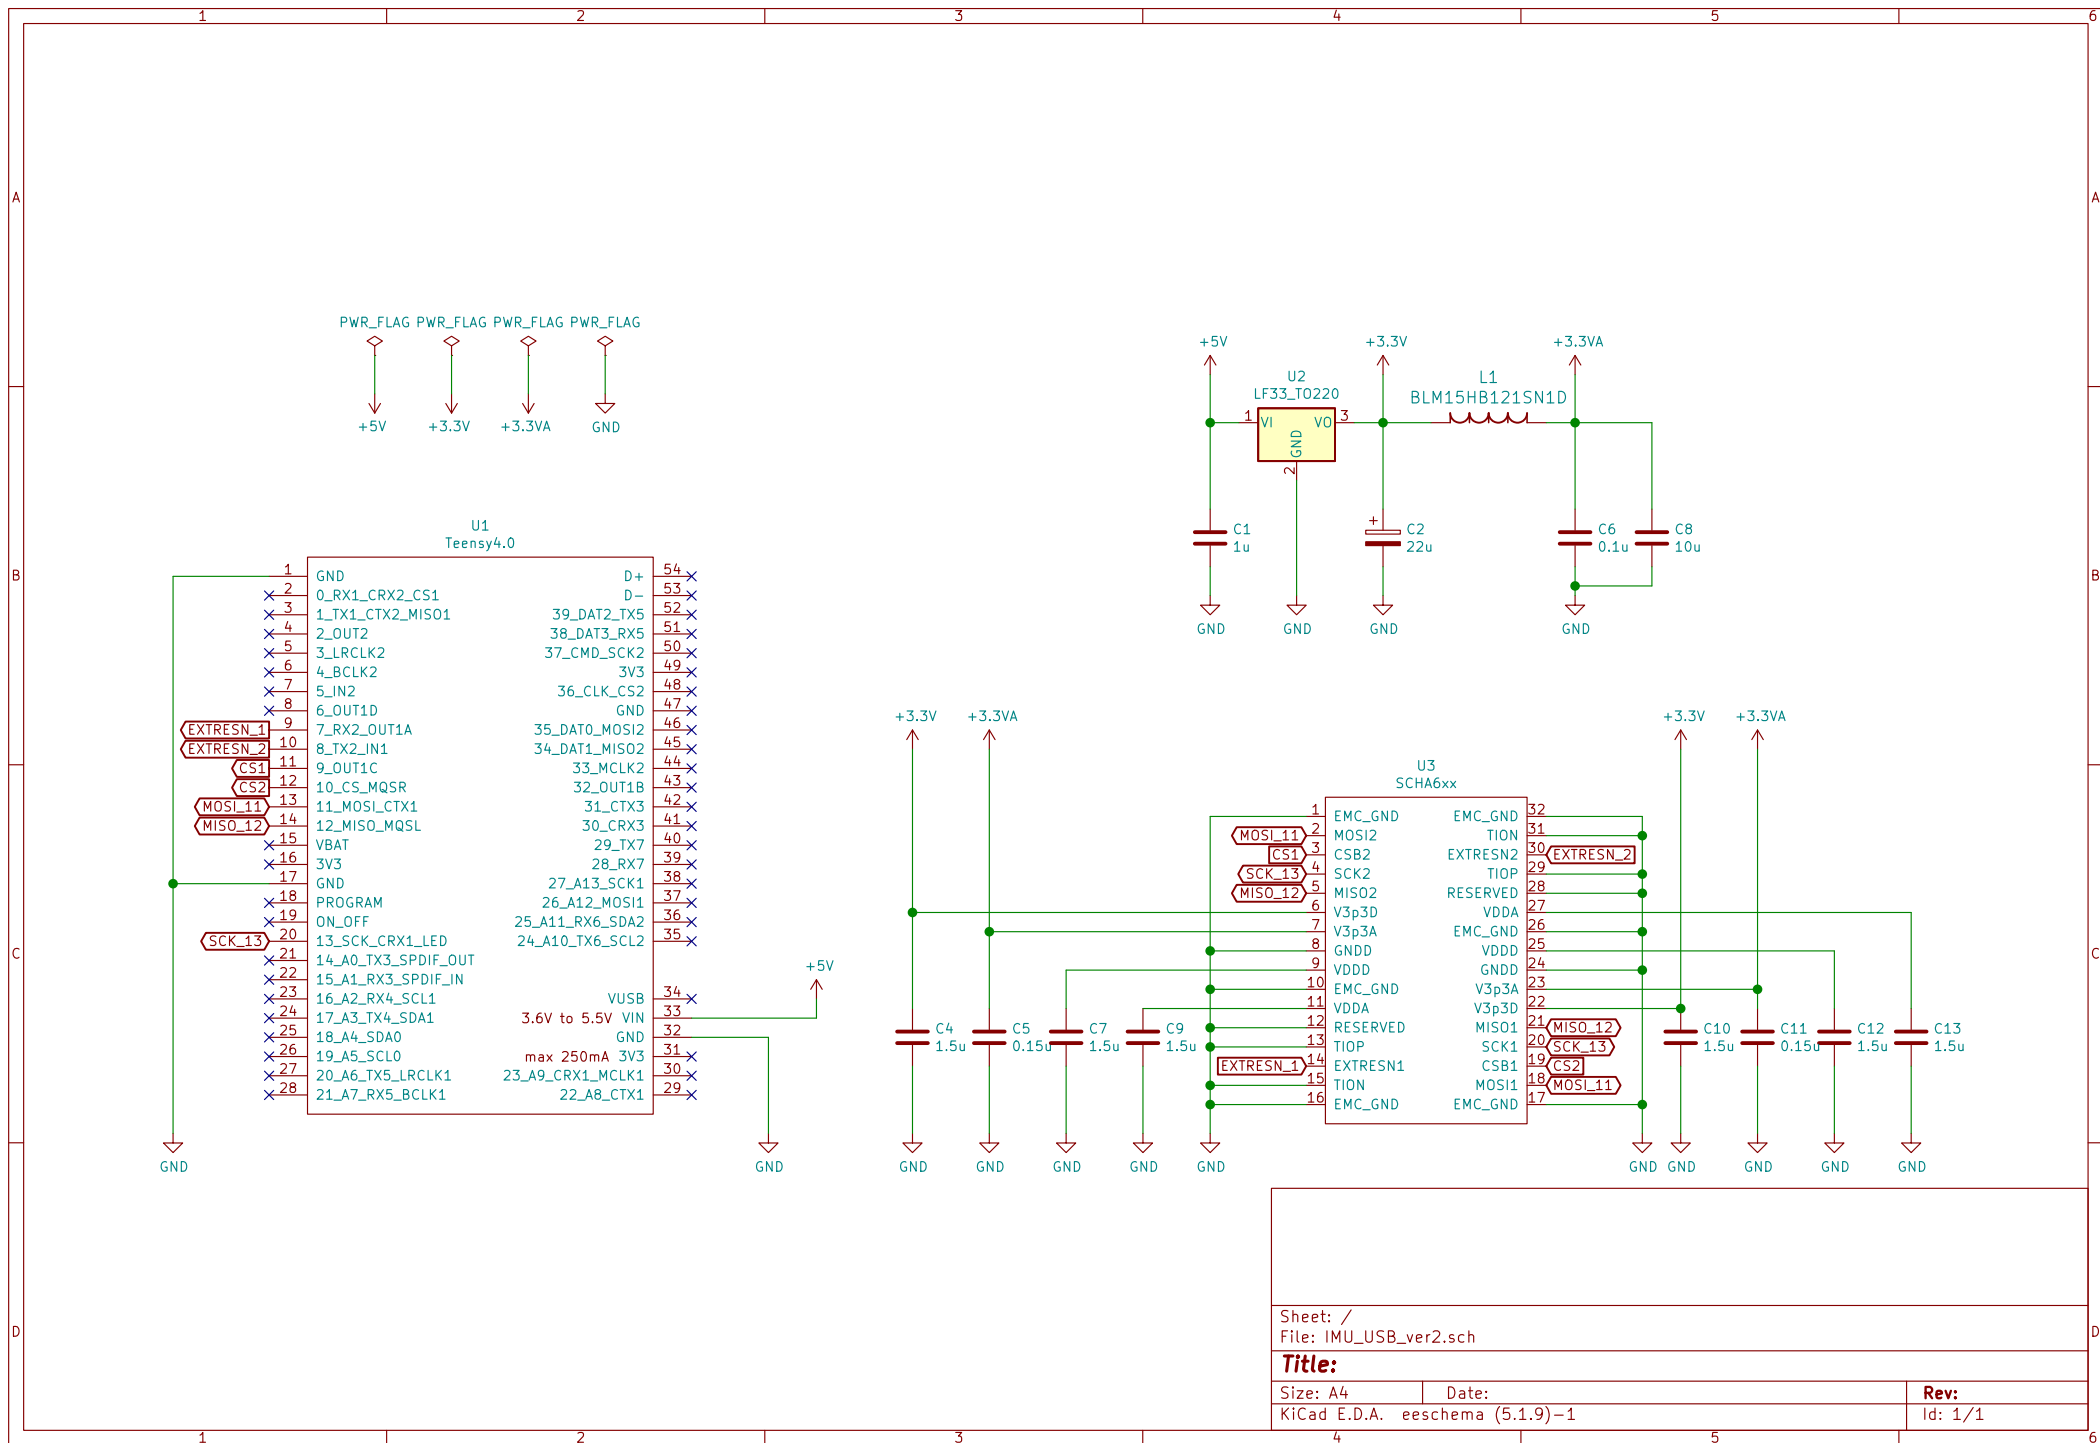 1 2 3 4 5 6
A A
B B
C C
D D
PWR_FLAG PWR_FLAG PWR_FLAG PWR_FLAG
+5V +3.3V +3.3VA GND
+5V +3.3V +3.3VA
U2
LF33_TO220
1 VI VO 3
GND
2
L1
BLM15HB121SN1D
C1
1u
+
C2
22u
C6
0.1u
C8
10u
GND GND GND GND
U1
Teensy4.0
1 GND
2 0_RX1_CRX2_CS1
3 1_TX1_CTX2_MISO1
4 2_OUT2
5 3_LRCLK2
6 4_BCLK2
7 5_IN2
8 6_OUT1D
EXTRESN_1 9 7_RX2_OUT1A
EXTRESN_2 10 8_TX2_IN1
CS1 11 9_OUT1C
CS2 12 10_CS_MQSR
MOSI_11 13 11_MOSI_CTX1
MISO_12 14 12_MISO_MQSL
15 VBAT
16 3V3
17 GND
18 PROGRAM
19 ON_OFF
SCK_13 20 13_SCK_CRX1_LED
21 14_A0_TX3_SPDIF_OUT
22 15_A1_RX3_SPDIF_IN
23 16_A2_RX4_SCL1
24 17_A3_TX4_SDA1
25 18_A4_SDA0
26 19_A5_SCL0
27 20_A6_TX5_LRCLK1
28 21_A7_RX5_BCLK1
D+ 54
D- 53
39_DAT2_TX5 52
38_DAT3_RX5 51
37_CMD_SCK2 50
3V3 49
36_CLK_CS2 48
GND 47
35_DAT0_MOSI2 46
34_DAT1_MISO2 45
33_MCLK2 44
32_OUT1B 43
31_CTX3 42
30_CRX3 41
29_TX7 40
28_RX7 39
27_A13_SCK1 38
26_A12_MOSI1 37
25_A11_RX6_SDA2 36
24_A10_TX6_SCL2 35
VUSB 34
3.6V to 5.5V VIN 33
GND 32
max 250mA 3V3 31
23_A9_CRX1_MCLK1 30
22_A8_CTX1 29
+5V
GND GND
+3.3V +3.3VA
C4
1.5u
C5
0.15u
C7
1.5u
C9
1.5u
GND GND GND GND GND
U3
SCHA6xx
1 EMC_GND
MOSI_11 2 MOSI2
CS1 3 CSB2
SCK_13 4 SCK2
MISO_12 5 MISO2
6 V3p3D
7 V3p3A
8 GNDD
9 VDDD
10 EMC_GND
11 VDDA
12 RESERVED
13 TIOP
EXTRESN_1 14 EXTRESN1
15 TION
16 EMC_GND
EMC_GND 32
TION 31
EXTRESN2 30 EXTRESN_2
TIOP 29
RESERVED 28
VDDA 27
EMC_GND 26
VDDD 25
GNDD 24
V3p3A 23
V3p3D 22
MISO1 21 MISO_12
SCK1 20 SCK_13
CSB1 19 CS2
MOSI1 18 MOSI_11
EMC_GND 17
+3.3V +3.3VA
C10
1.5u
C11
0.15u
C12
1.5u
C13
1.5u
GND GND GND GND GND
Sheet: /
File: IMU_USB_ver2.sch
Title:
Size: A4 Date: Rev:
KiCad E.D.A. eeschema (5.1.9)-1 Id: 1/1
1 2 3 4 5 6